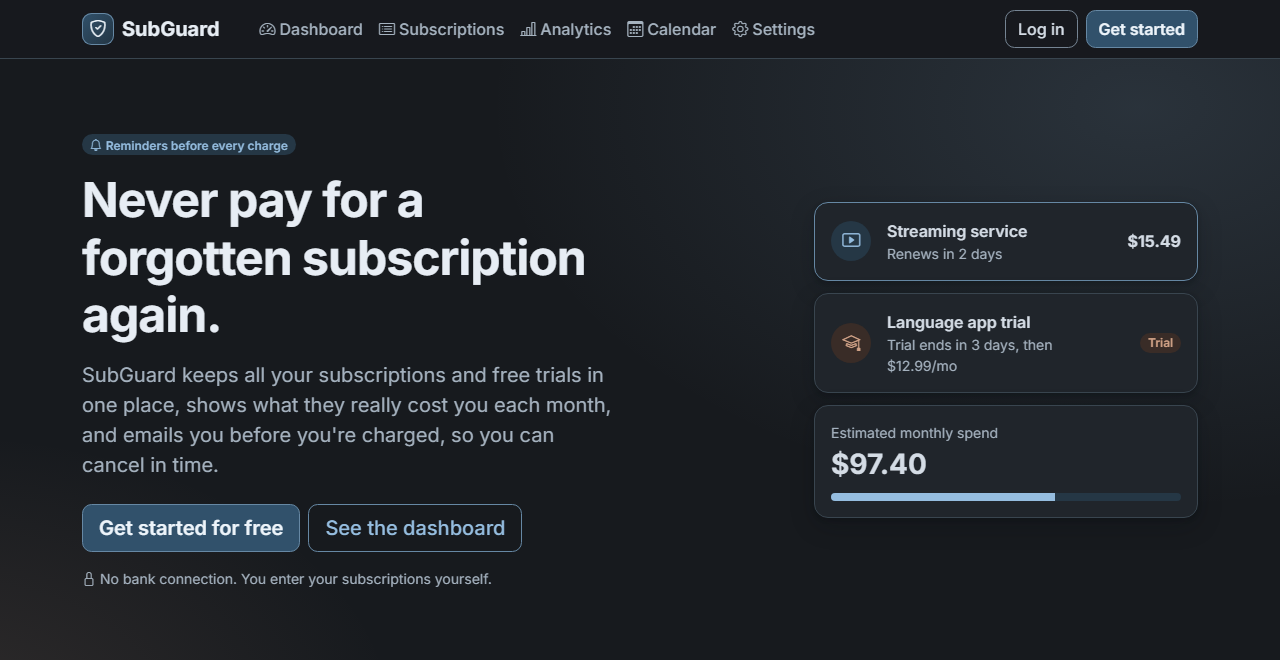 SubGuard Dashboard Subscriptions Analytics Calendar Settings Log in Get started
Reminders before every charge
Never pay for a
forgotten subscription
again.
SubGuard keeps all your subscriptions and free trials in
one place, shows what they really cost you each month,
and emails you before you're charged, so you can
cancel in time.
Get started for free See the dashboard
No bank connection. You enter your subscriptions yourself.
Streaming service
Renews in 2 days
$15.49
Language app trial
Trial ends in 3 days, then
$12.99/mo
Trial
Estimated monthly spend
$97.40